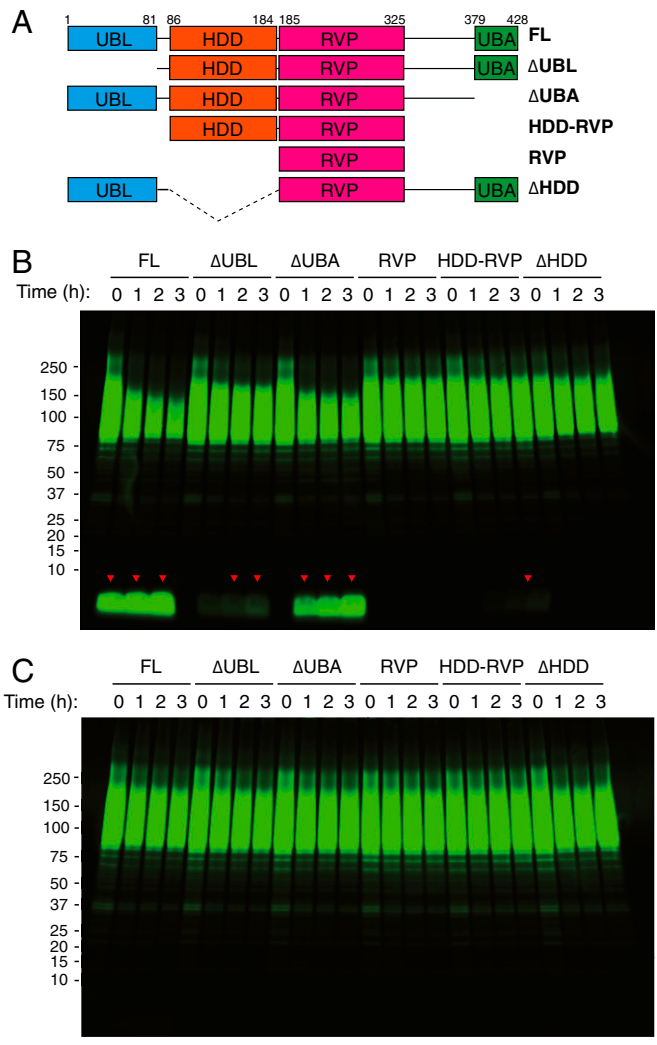 A
1 81 86 184 185 325 379 428
UBL HDD RVP UBA FL
HDD RVP UBA ΔUBL
UBL HDD RVP ΔUBA
HDD RVP HDD-RVP
RVP RVP
UBL RVP UBA ΔHDD
B
FL ΔUBL ΔUBA RVP HDD-RVP ΔHDD
Time (h): 0 1 2 3 0 1 2 3 0 1 2 3 0 1 2 3 0 1 2 3 0 1 2 3
250 -
150 -
100 -
75 -
50 -
37 -
25 -
20 -
15 -
10 -
C
FL ΔUBL ΔUBA RVP HDD-RVP ΔHDD
Time (h): 0 1 2 3 0 1 2 3 0 1 2 3 0 1 2 3 0 1 2 3 0 1 2 3
250 -
150 -
100 -
75 -
50 -
37 -
25 -
20 -
15 -
10 -